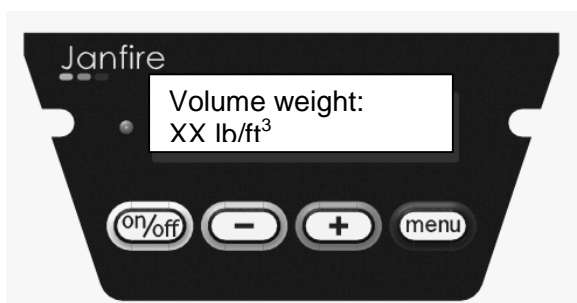 Janfire
Volume weight:
XX lb/ft³
on/off − + menu